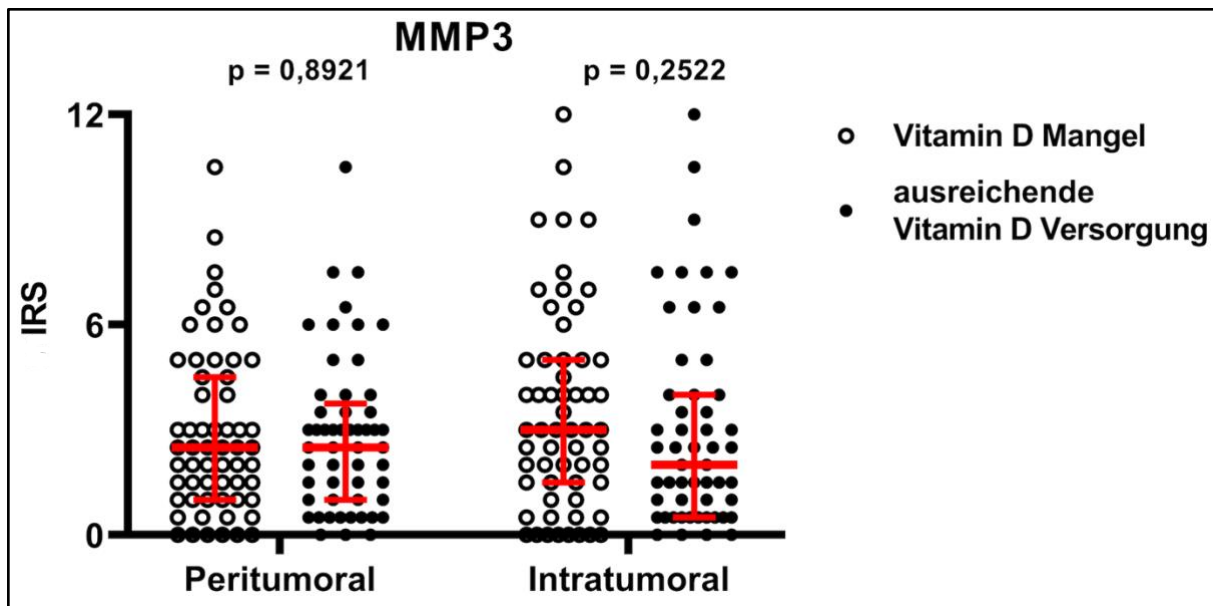 MMP3
p = 0,8921
p = 0,2522
12
6
0
IRS
Vitamin D Mangel
ausreichende
Vitamin D Versorgung
Peritumoral
Intratumoral